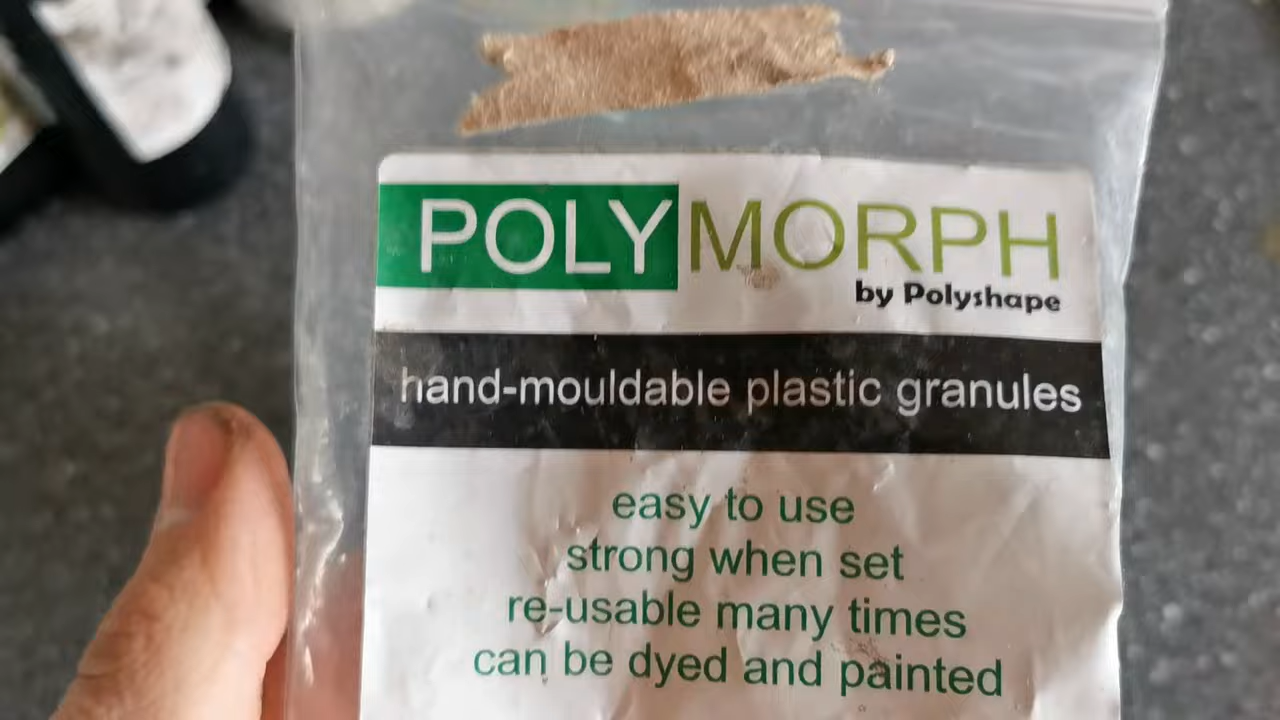 POLYMORPH
by Polyshape
hand-mouldable plastic granules
easy to use
strong when set
re-usable many times
can be dyed and painted